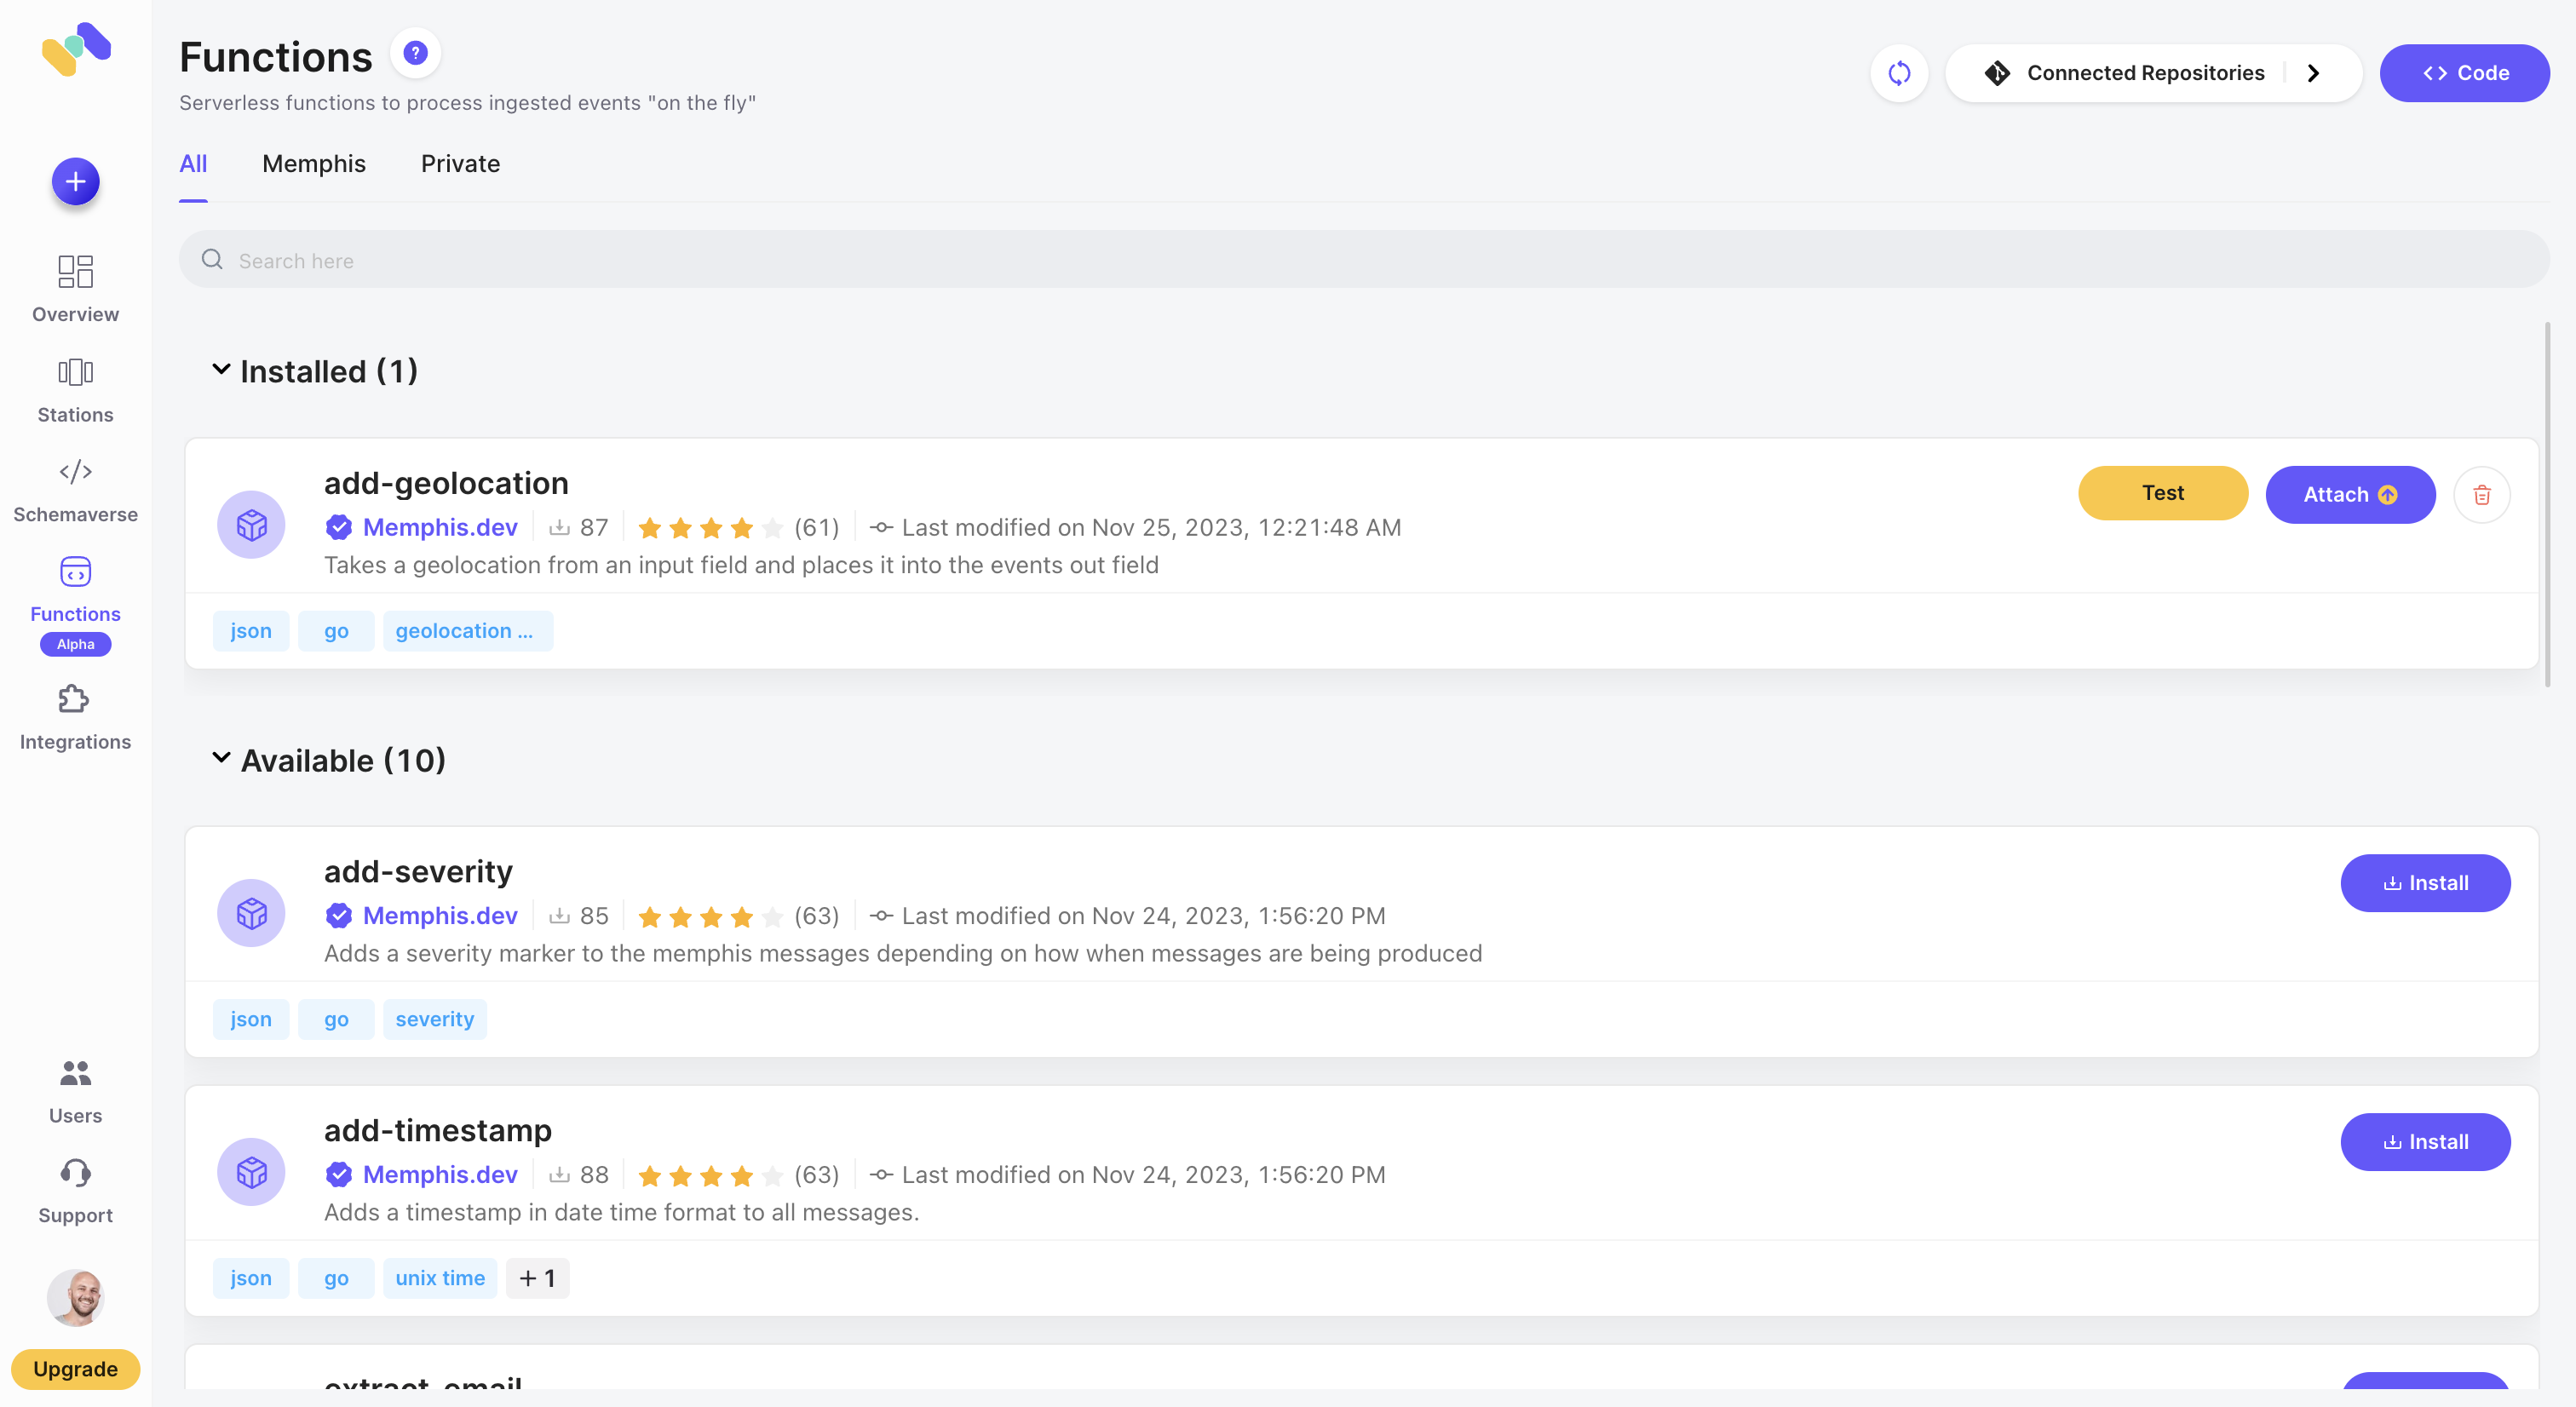 Functions
?
Serverless functions to process ingested events "on the fly"
Connected Repositories
<> Code
All
Memphis
Private
Search here
Overview
Stations
Schemaverse
Functions
Alpha
Integrations
Users
Support
Upgrade
Installed (1)
add-geolocation
Memphis.dev 87 (61) Last modified on Nov 25, 2023, 12:21:48 AM
Takes a geolocation from an input field and places it into the events out field
Test
Attach
json go geolocation ...
Available (10)
add-severity
Memphis.dev 85 (63) Last modified on Nov 24, 2023, 1:56:20 PM
Adds a severity marker to the memphis messages depending on how when messages are being produced
Install
json go severity
add-timestamp
Memphis.dev 88 (63) Last modified on Nov 24, 2023, 1:56:20 PM
Adds a timestamp in date time format to all messages.
Install
json go unix time + 1